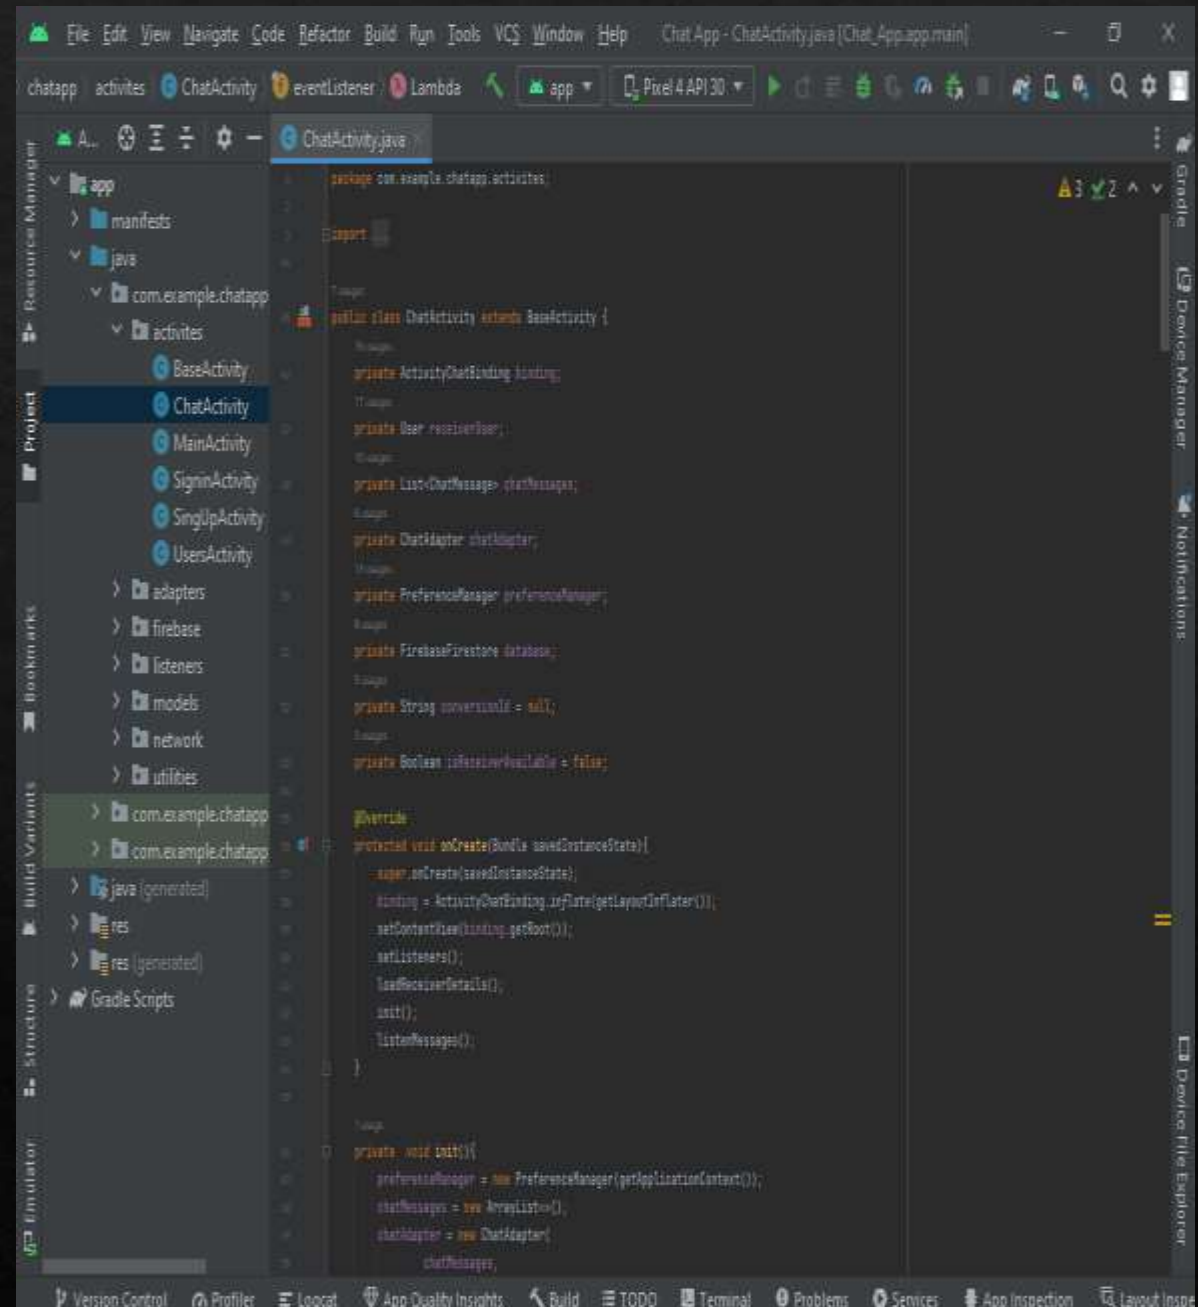 File Edit View Navigate Code Refactor Build Run Tools VCS Window Help Chat App - ChatActivity.java [Chat_App.app.main]
chatapp activites ChatActivity eventListener Lambda app Pixel 4 API 30
A... ChatActivity.java
app
manifests
java
com.example.chatapp
activites
BaseActivity
ChatActivity
MainActivity
SigninActivity
SingUpActivity
UsersActivity
adapters
firebase
listeners
models
network
utilities
com.example.chatapp
com.example.chatapp
java (generated)
res
res (generated)
Gradle Scripts
package com.example.chatapp.activites;
import ...
public class ChatActivity extends BaseActivity {
private ActivityChatBinding binding;
private User receiverUser;
private List<ChatMessage> chatMessages;
private ChatAdapter chatAdapter;
private PreferenceManager preferenceManager;
private FirebaseFirestore database;
private String conversionId = null;
private Boolean isReceiverAvailable = false;
@Override
protected void onCreate(Bundle savedInstanceState){
super.onCreate(savedInstanceState);
binding = ActivityChatBinding.inflate(getLayoutInflater());
setContentView(binding.getRoot());
setListeners();
loadReceiverDetails();
init();
listenMessages();
}
private void init(){
preferenceManager = new PreferenceManager(getApplicationContext());
chatMessages = new ArrayList<>();
chatAdapter = new ChatAdapter(
chatMessages,
3 2
Resource Manager
Project
Bookmarks
Build Variants
Structure
Emulator
Gradle
Device Manager
Notifications
Device File Explorer
Version Control Profiler Logcat App Quality Insights Build TODO Terminal Problems Services App Inspection Layout Inspe